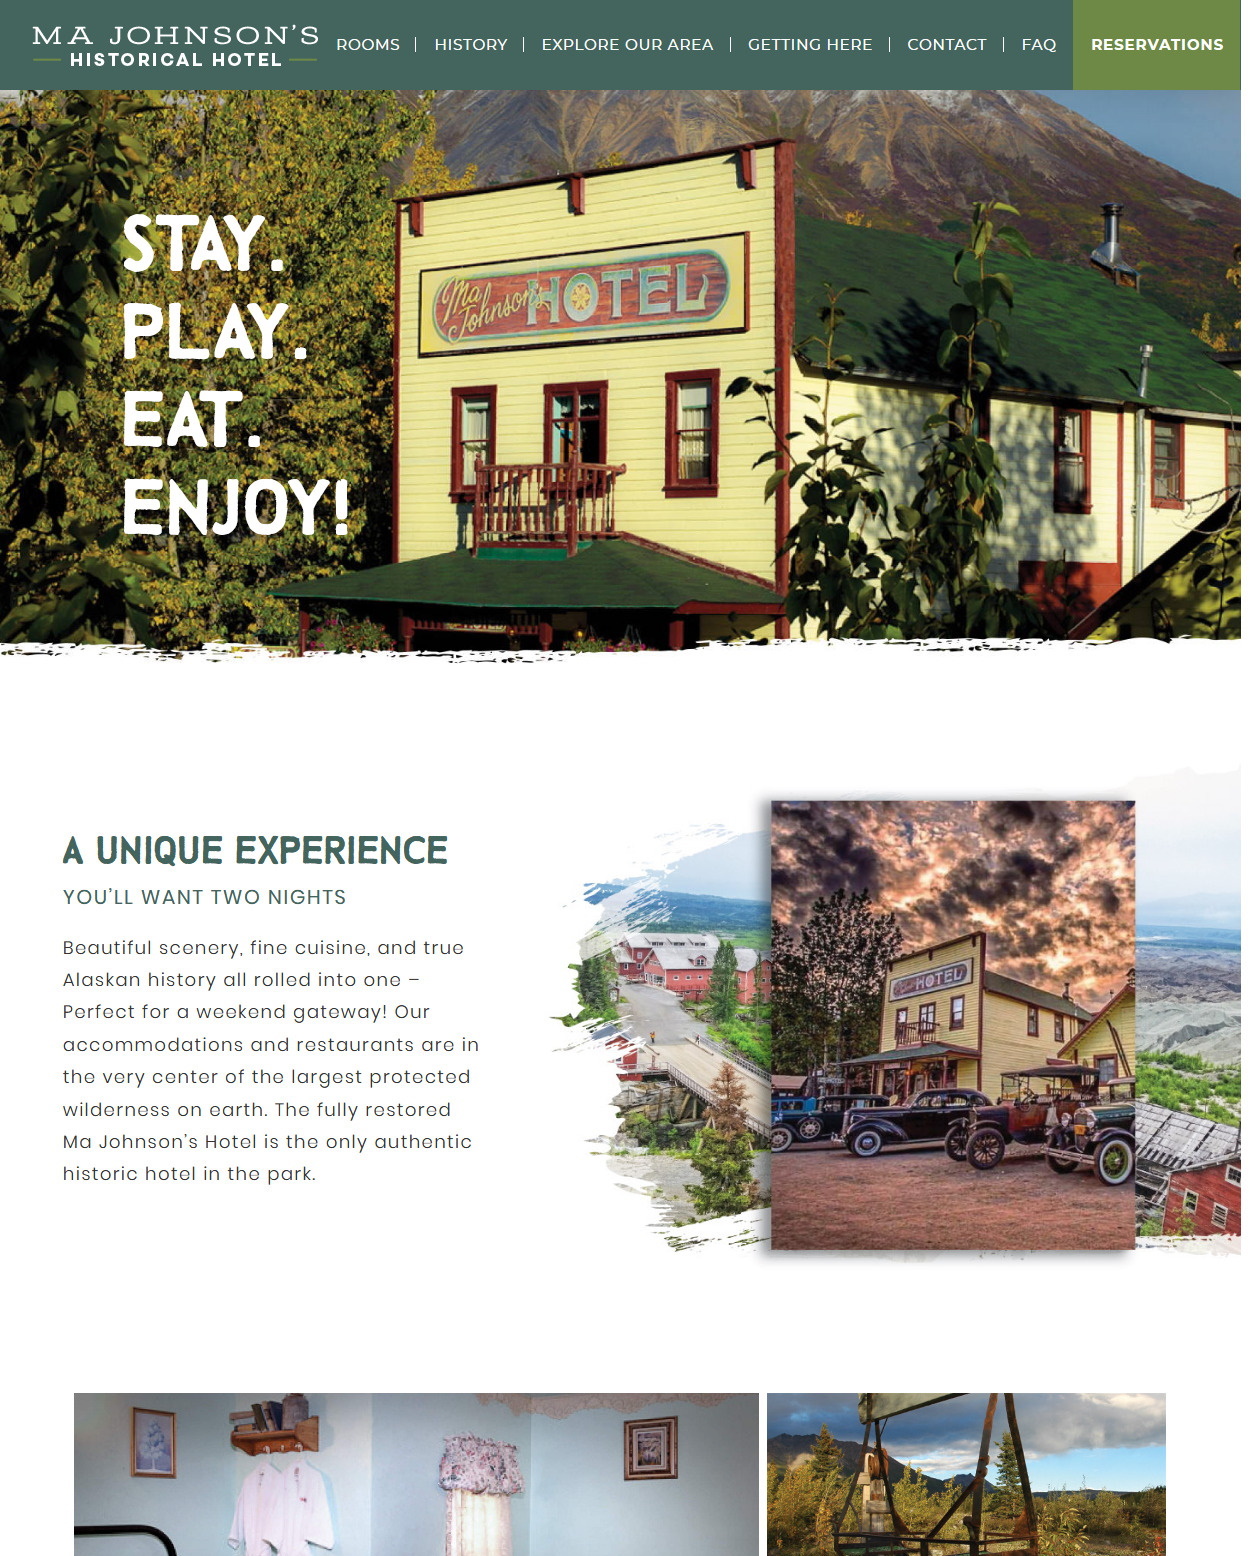 MA JOHNSON'S
HISTORICAL HOTEL
ROOMS
HISTORY
EXPLORE OUR AREA
GETTING HERE
CONTACT
FAQ
RESERVATIONS
Ma Johnson's HOTEL
STAY.
PLAY.
EAT.
ENJOY!
A UNIQUE EXPERIENCE
YOU'LL WANT TWO NIGHTS
Beautiful scenery, fine cuisine, and true
Alaskan history all rolled into one –
Perfect for a weekend gateway! Our
accommodations and restaurants are in
the very center of the largest protected
wilderness on earth. The fully restored
Ma Johnson's Hotel is the only authentic
historic hotel in the park.
HOTEL